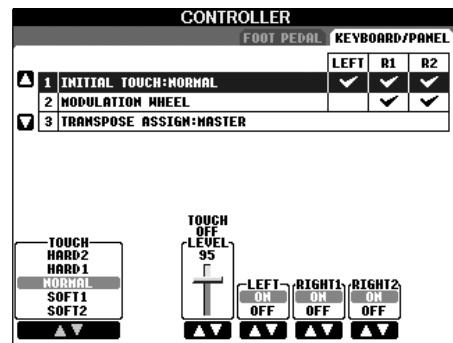 CONTROLLER
FOOT PEDAL KEYBOARD/PANEL
LEFT R1 R2
1 INITIAL TOUCH:NORMAL
2 MODULATION WHEEL
3 TRANSPOSE ASSIGN:MASTER
TOUCH
HARD2
HARD1
NORMAL
SOFT1
SOFT2
TOUCH
OFF
LEVEL
95
LEFT
ON
OFF
RIGHT1
ON
OFF
RIGHT2
ON
OFF